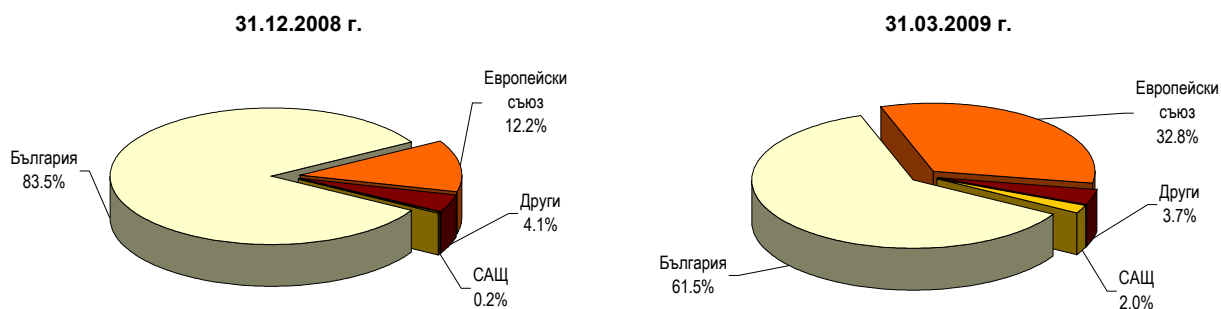 31.12.2008 г.
Европейски
съюз
12.2%
България
83.5%
Други
4.1%
САЩ
0.2%
31.03.2009 г.
Европейски
съюз
32.8%
Други
3.7%
България
61.5%
САЩ
2.0%